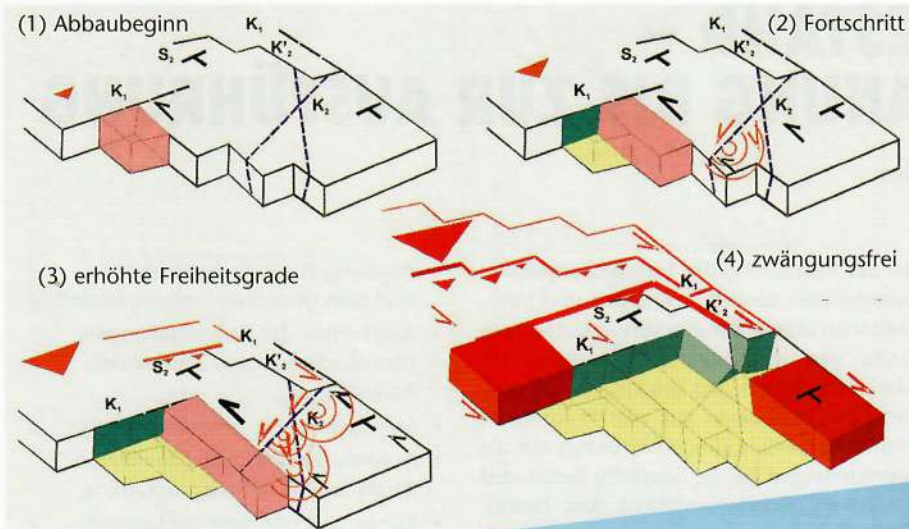 (1) Abbaubeginn
K₁
K'₂
S₂
K₁
K₂
(2) Fortschritt
K₁
K'₂
S₂
K₁
K₂
(3) erhöhte Freiheitsgrade
K₁
S₂
K'₂
K₁
K₂
(4) zwängungsfrei
K₁
K'₂
S₂
K₁